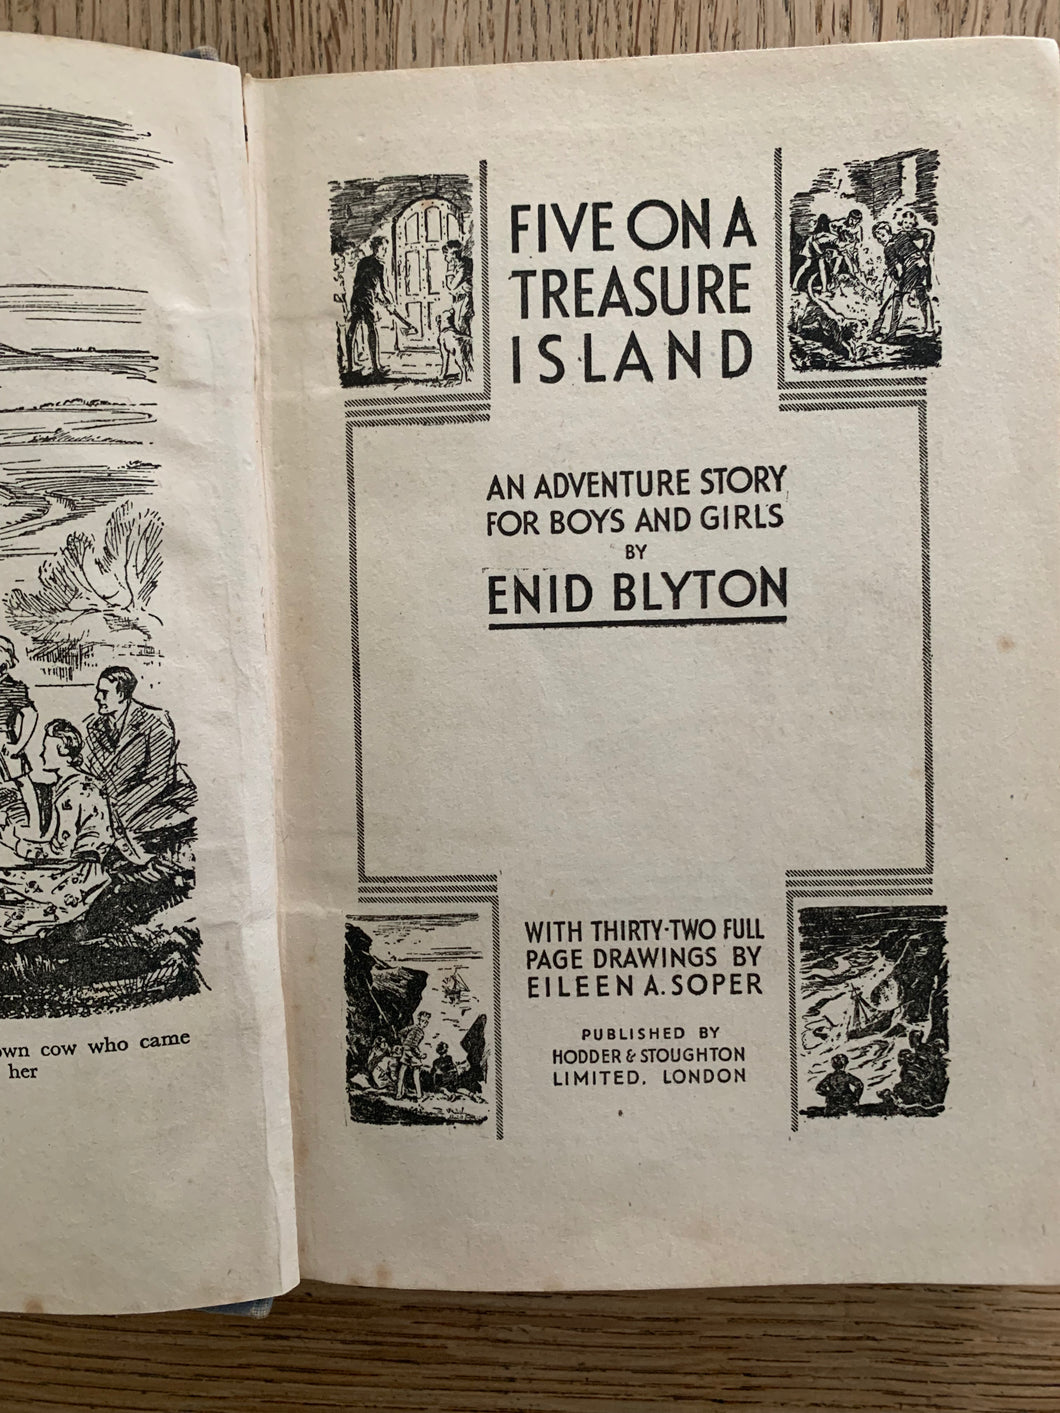 own cow who came
her
FIVE ON A
TREASURE
ISLAND
AN ADVENTURE STORY
FOR BOYS AND GIRLS
BY
ENID BLYTON
WITH THIRTY-TWO FULL
PAGE DRAWINGS BY
EILEEN A. SOPER
PUBLISHED BY
HODDER & STOUGHTON
LIMITED, LONDON